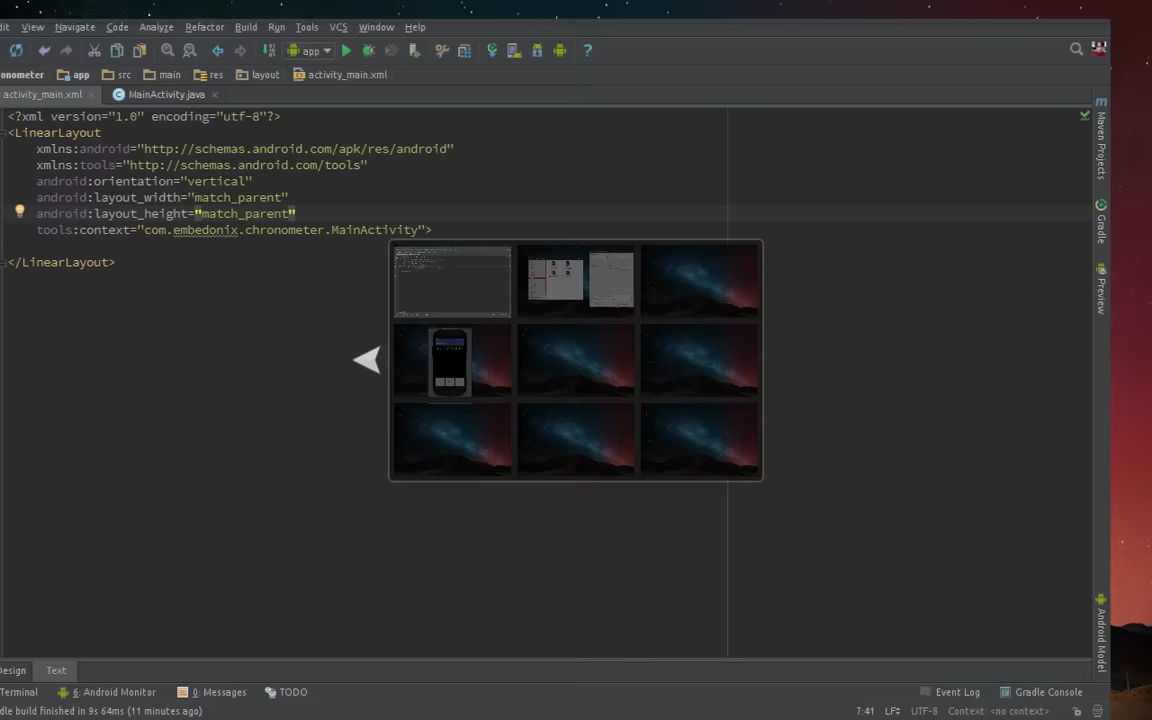 dit View Navigate Code Analyze Refactor Build Run Tools VCS Window Help
app
onometer app src main res layout activity_main.xml
activity_main.xml MainActivity.java
<?xml version="1.0" encoding="utf-8"?>
<LinearLayout
xmlns:android="http://schemas.android.com/apk/res/android"
xmlns:tools="http://schemas.android.com/tools"
android:orientation="vertical"
android:layout_width="match_parent"
android:layout_height="match_parent"
tools:context="com.embedonix.chronometer.MainActivity">
</LinearLayout>
Maven Projects
Gradle
Preview
Android Model
Design Text
Terminal 6: Android Monitor 0: Messages TODO Event Log Gradle Console
dle build finished in 9s 64ms (11 minutes ago) 7:41 LF UTF-8 Context: <no context>